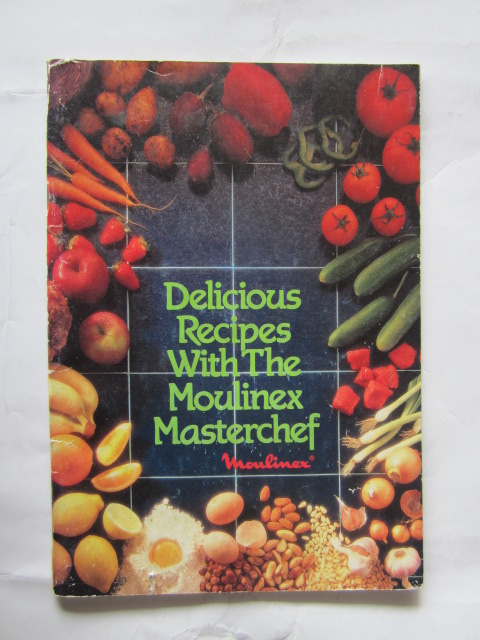 Delicious
Recipes
With The
Moulinex
Masterchef
Moulinex®